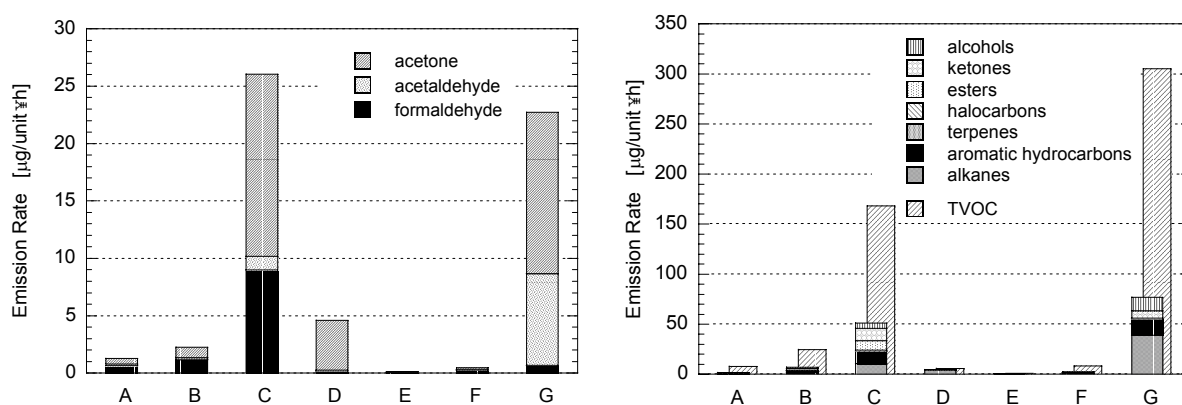 30
25
20
15
10
5
0
Emission Rate [µg/unit ¥h]
acetone
acetaldehyde
formaldehyde
A B C D E F G
350
300
250
200
150
100
50
0
Emission Rate [µg/unit ¥h]
alcohols
ketones
esters
halocarbons
terpenes
aromatic hydrocarbons
alkanes
TVOC
A B C D E F G